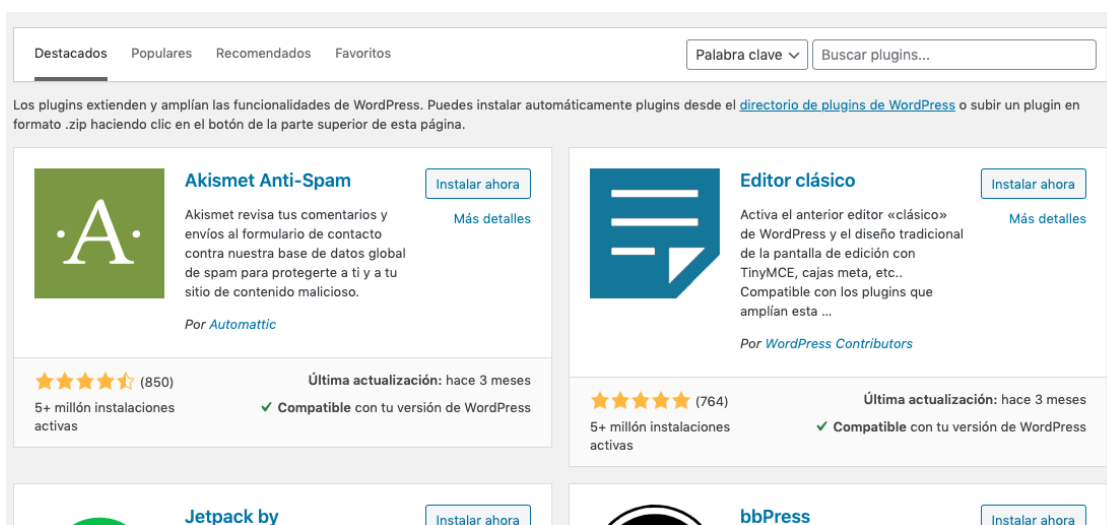 Destacados Populares Recomendados Favoritos Palabra clave Buscar plugins...
Los plugins extienden y amplían las funcionalidades de WordPress. Puedes instalar automáticamente plugins desde el directorio de plugins de WordPress o subir un plugin en
formato .zip haciendo clic en el botón de la parte superior de esta página.
·A·
Akismet Anti-Spam
Instalar ahora
Más detalles
Akismet revisa tus comentarios y
envíos al formulario de contacto
contra nuestra base de datos global
de spam para protegerte a ti y a tu
sitio de contenido malicioso.
Por Automattic
(850)
5+ millón instalaciones
activas
Última actualización: hace 3 meses
✓ Compatible con tu versión de WordPress
Editor clásico
Instalar ahora
Más detalles
Activa el anterior editor «clásico»
de WordPress y el diseño tradicional
de la pantalla de edición con
TinyMCE, cajas meta, etc..
Compatible con los plugins que
amplían esta ...
Por WordPress Contributors
(764)
5+ millón instalaciones
activas
Última actualización: hace 3 meses
✓ Compatible con tu versión de WordPress
Jetpack by
Instalar ahora
bbPress
Instalar ahora